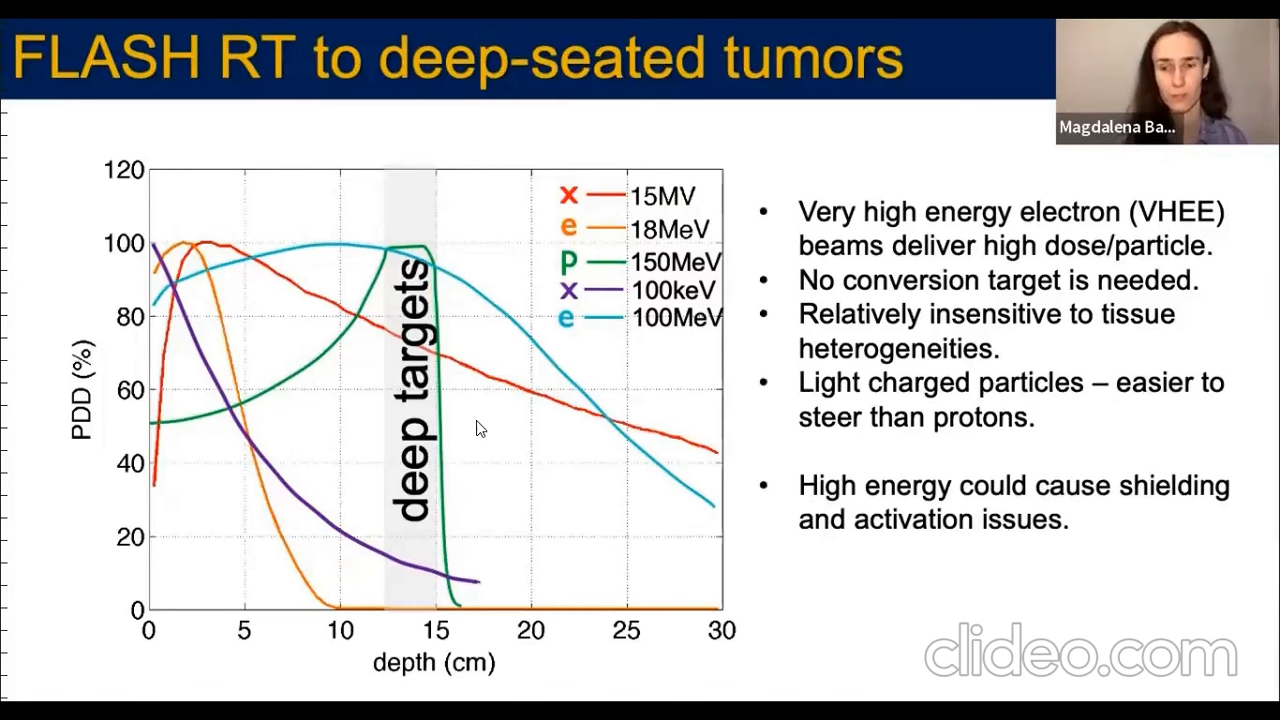 FLASH RT to deep-seated tumors
Magdalena Ba...
120
100
80
60
40
20
0
PDD (%)
x 15MV
e 18MeV
p 150MeV
x 100keV
e 100MeV
deep targets
0 5 10 15 20 25 30
depth (cm)
• Very high energy electron (VHEE)
beams deliver high dose/particle.
• No conversion target is needed.
• Relatively insensitive to tissue
heterogeneities.
• Light charged particles – easier to
steer than protons.
• High energy could cause shielding
and activation issues.
clideo.com